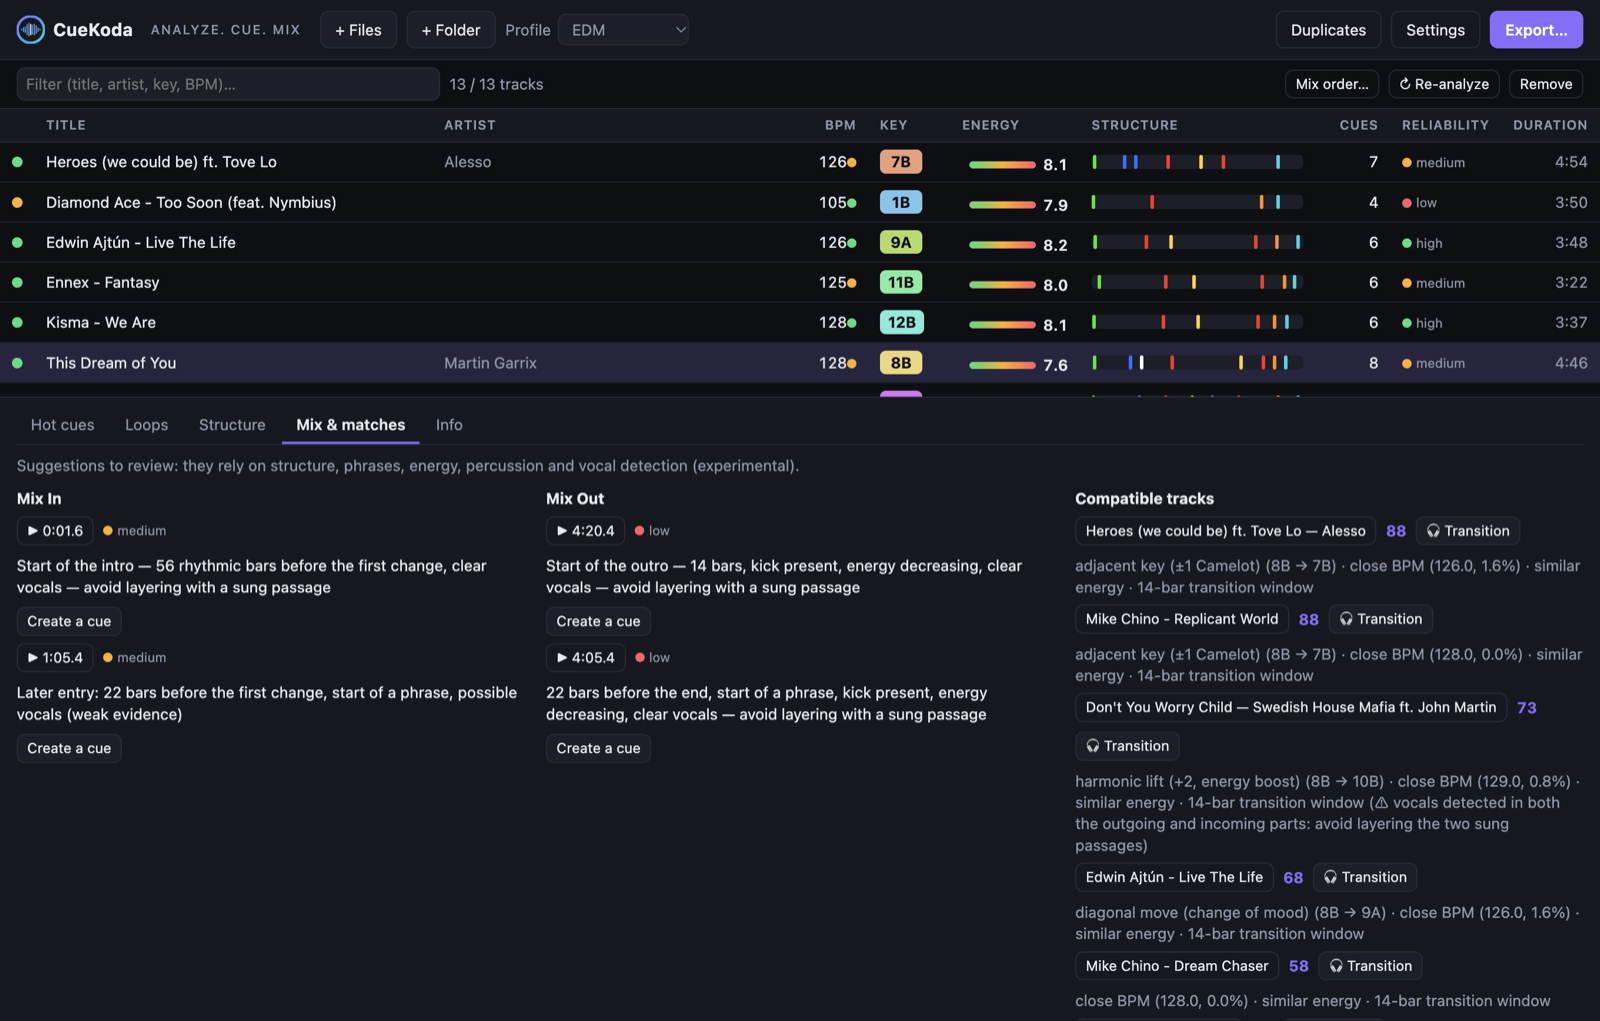 CueKoda ANALYZE. CUE. MIX + Files + Folder Profile EDM Duplicates Settings Export...
Filter (title, artist, key, BPM)... 13 / 13 tracks Mix order... ↻ Re-analyze Remove
TITLE ARTIST BPM KEY ENERGY STRUCTURE CUES RELIABILITY DURATION
Heroes (we could be) ft. Tove Lo Alesso 126 7B 8.1 7 medium 4:54
Diamond Ace - Too Soon (feat. Nymbius) 105 1B 7.9 4 low 3:50
Edwin Ajtún - Live The Life 126 9A 8.2 6 high 3:48
Ennex - Fantasy 125 11B 8.0 6 medium 3:22
Kisma - We Are 128 12B 8.1 6 high 3:37
This Dream of You Martin Garrix 128 8B 7.6 8 medium 4:46
Hot cues Loops Structure Mix & matches Info
Suggestions to review: they rely on structure, phrases, energy, percussion and vocal detection (experimental).
Mix In
▶ 0:01.6 medium
Start of the intro — 56 rhythmic bars before the first change, clear
vocals — avoid layering with a sung passage
Create a cue
▶ 1:05.4 medium
Later entry: 22 bars before the first change, start of a phrase, possible
vocals (weak evidence)
Create a cue
Mix Out
▶ 4:20.4 low
Start of the outro — 14 bars, kick present, energy decreasing, clear
vocals — avoid layering with a sung passage
Create a cue
▶ 4:05.4 low
22 bars before the end, start of a phrase, kick present, energy
decreasing, clear vocals — avoid layering with a sung passage
Create a cue
Compatible tracks
Heroes (we could be) ft. Tove Lo — Alesso 88 🎧 Transition
adjacent key (±1 Camelot) (8B → 7B) · close BPM (126.0, 1.6%) · similar
energy · 14-bar transition window
Mike Chino - Replicant World 88 🎧 Transition
adjacent key (±1 Camelot) (8B → 7B) · close BPM (128.0, 0.0%) · similar
energy · 14-bar transition window
Don't You Worry Child — Swedish House Mafia ft. John Martin 73
🎧 Transition
harmonic lift (+2, energy boost) (8B → 10B) · close BPM (129.0, 0.8%) ·
similar energy · 14-bar transition window (⚠ vocals detected in both
the outgoing and incoming parts: avoid layering the two sung
passages)
Edwin Ajtún - Live The Life 68 🎧 Transition
diagonal move (change of mood) (8B → 9A) · close BPM (126.0, 1.6%) ·
similar energy · 14-bar transition window
Mike Chino - Dream Chaser 58 🎧 Transition
close BPM (128.0, 0.0%) · similar energy · 14-bar transition window